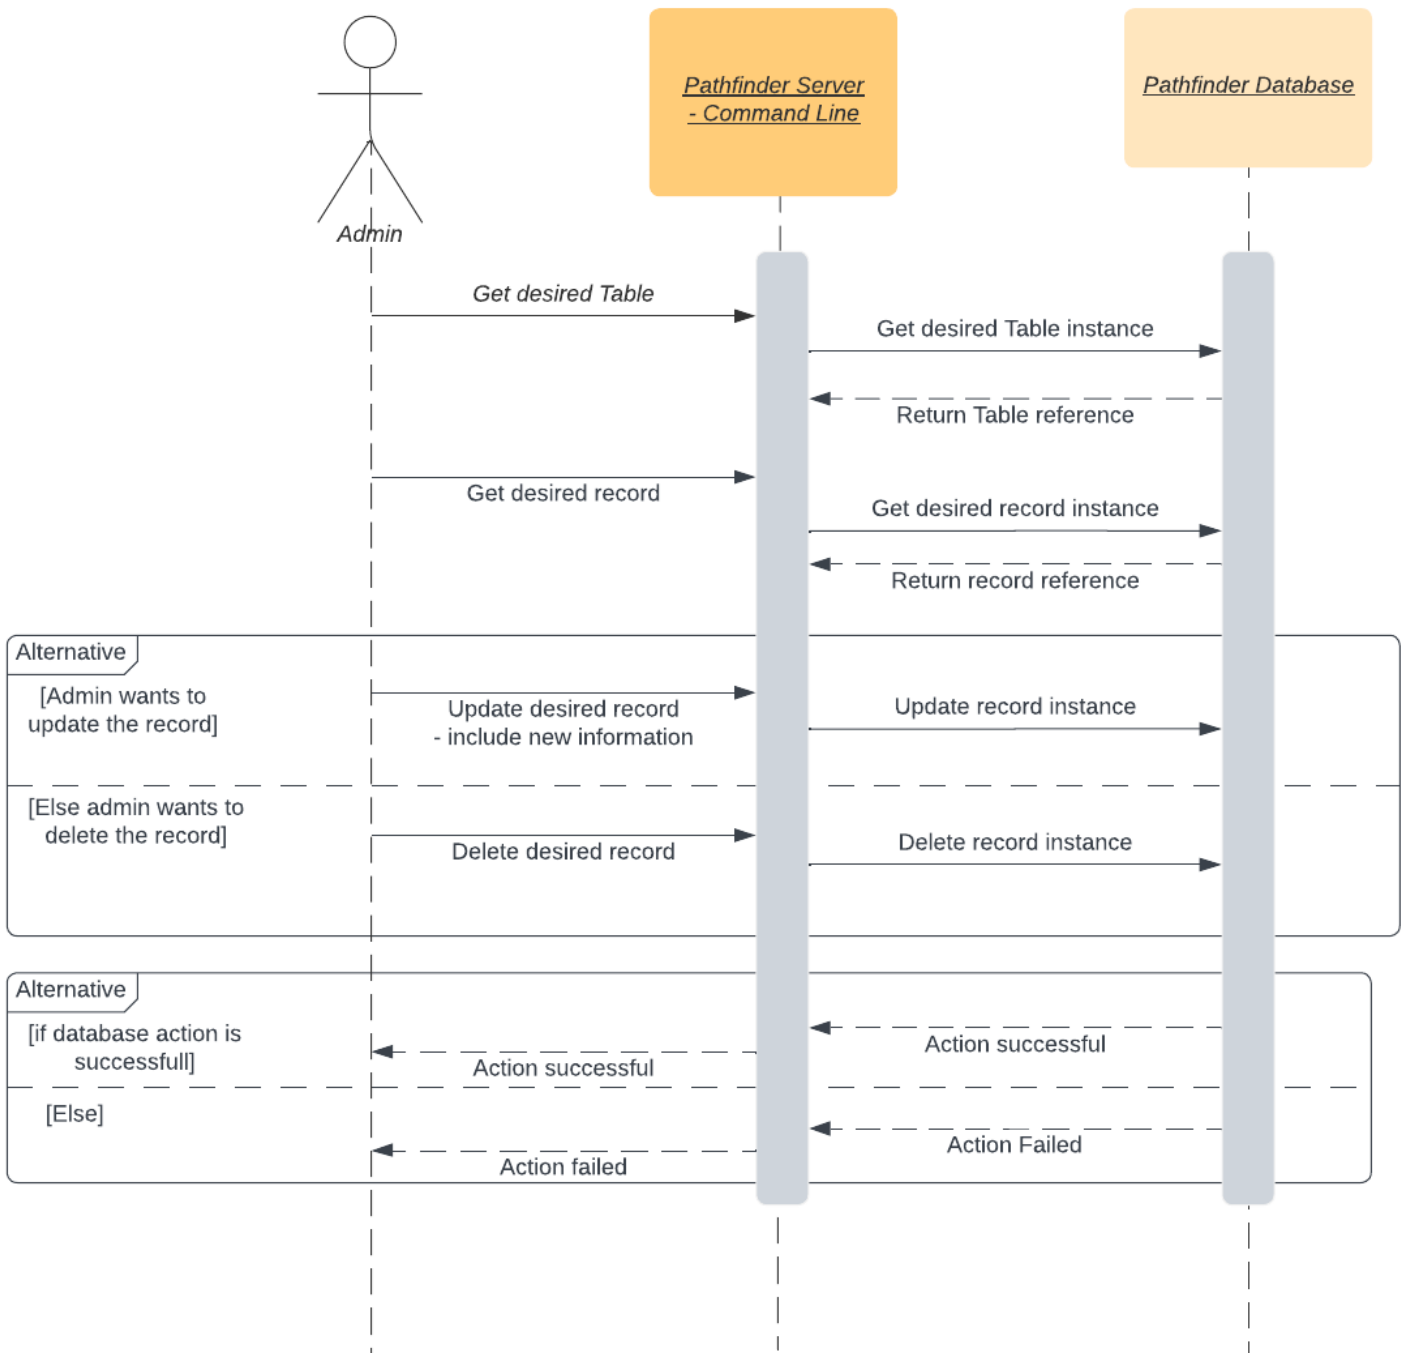 Pathfinder Server
- Command Line
Pathfinder Database
Admin
Get desired Table
Get desired Table instance
Return Table reference
Get desired record
Get desired record instance
Return record reference
Alternative
[Admin wants to
update the record]
Update desired record
- include new information
Update record instance
[Else admin wants to
delete the record]
Delete desired record
Delete record instance
Alternative
[if database action is
successfull]
Action successful
Action successful
[Else]
Action Failed
Action failed